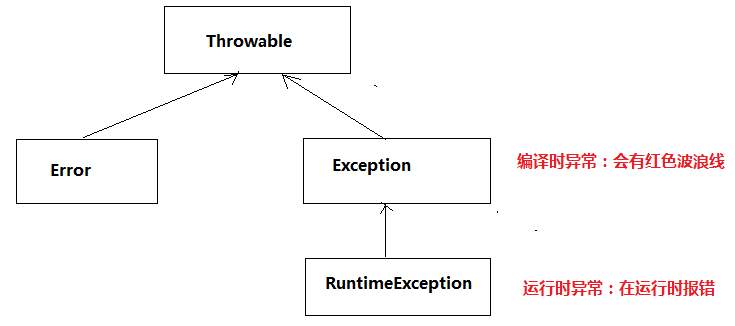 Throwable
Error
Exception
编译时异常：会有红色波浪线
RuntimeException
运行时异常：在运行时报错